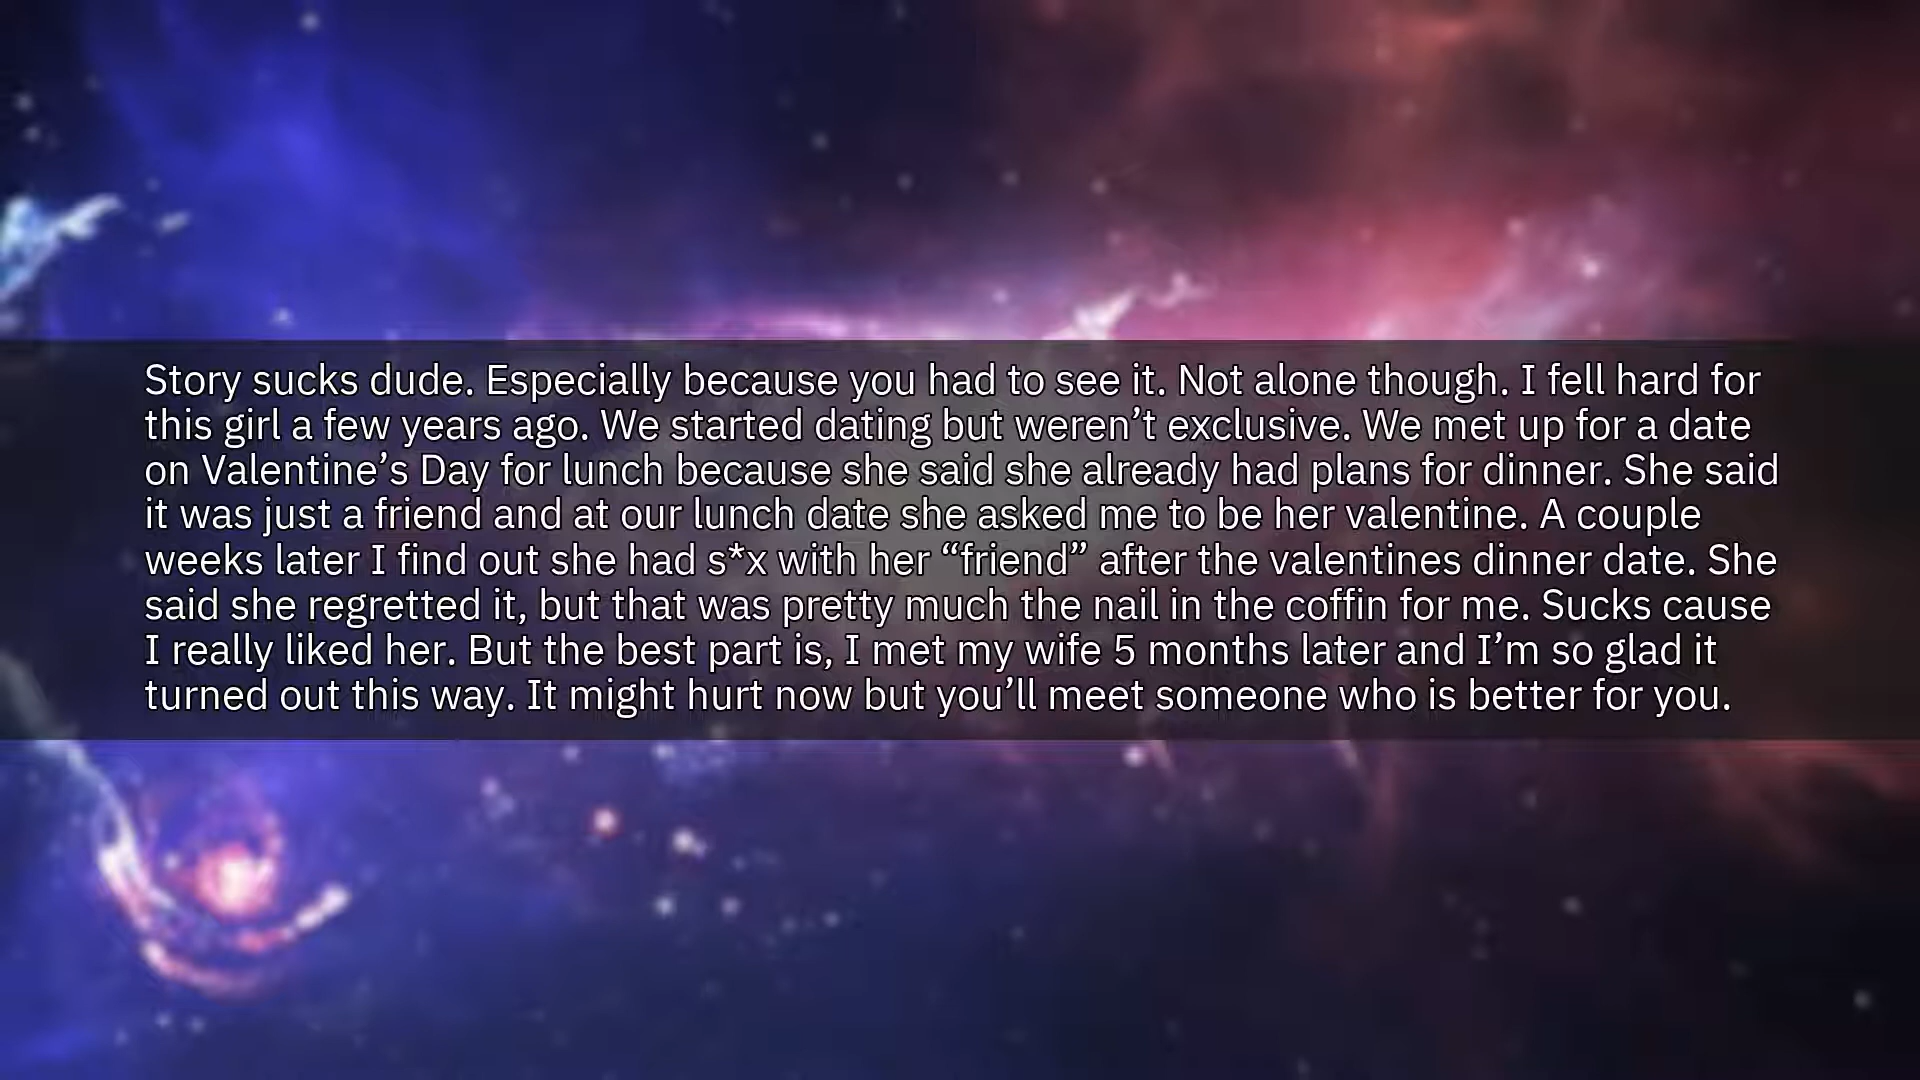 Story sucks dude. Especially because you had to see it. Not alone though. I fell hard for
this girl a few years ago. We started dating but weren’t exclusive. We met up for a date
on Valentine’s Day for lunch because she said she already had plans for dinner. She said
it was just a friend and at our lunch date she asked me to be her valentine. A couple
weeks later I find out she had s*x with her “friend” after the valentines dinner date. She
said she regretted it, but that was pretty much the nail in the coffin for me. Sucks cause
I really liked her. But the best part is, I met my wife 5 months later and I’m so glad it
turned out this way. It might hurt now but you’ll meet someone who is better for you.